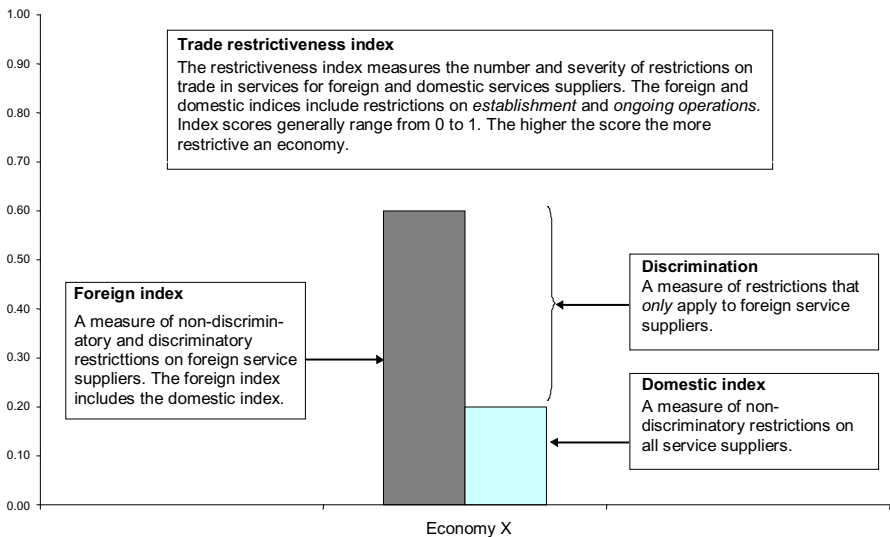 1.00
0.90
0.80
0.70
0.60
0.50
0.40
0.30
0.20
0.10
0.00
Trade restrictiveness index
The restrictiveness index measures the number and severity of restrictions on
trade in services for foreign and domestic services suppliers. The foreign and
domestic indices include restrictions on establishment and ongoing operations.
Index scores generally range from 0 to 1. The higher the score the more
restrictive an economy.
Foreign index
A measure of non-discrimin-
atory and discriminatory
restricttions on foreign service
suppliers. The foreign index
includes the domestic index.
Discrimination
A measure of restrictions that
only apply to foreign service
suppliers.
Domestic index
A measure of non-
discriminatory restrictions on
all service suppliers.
Economy X